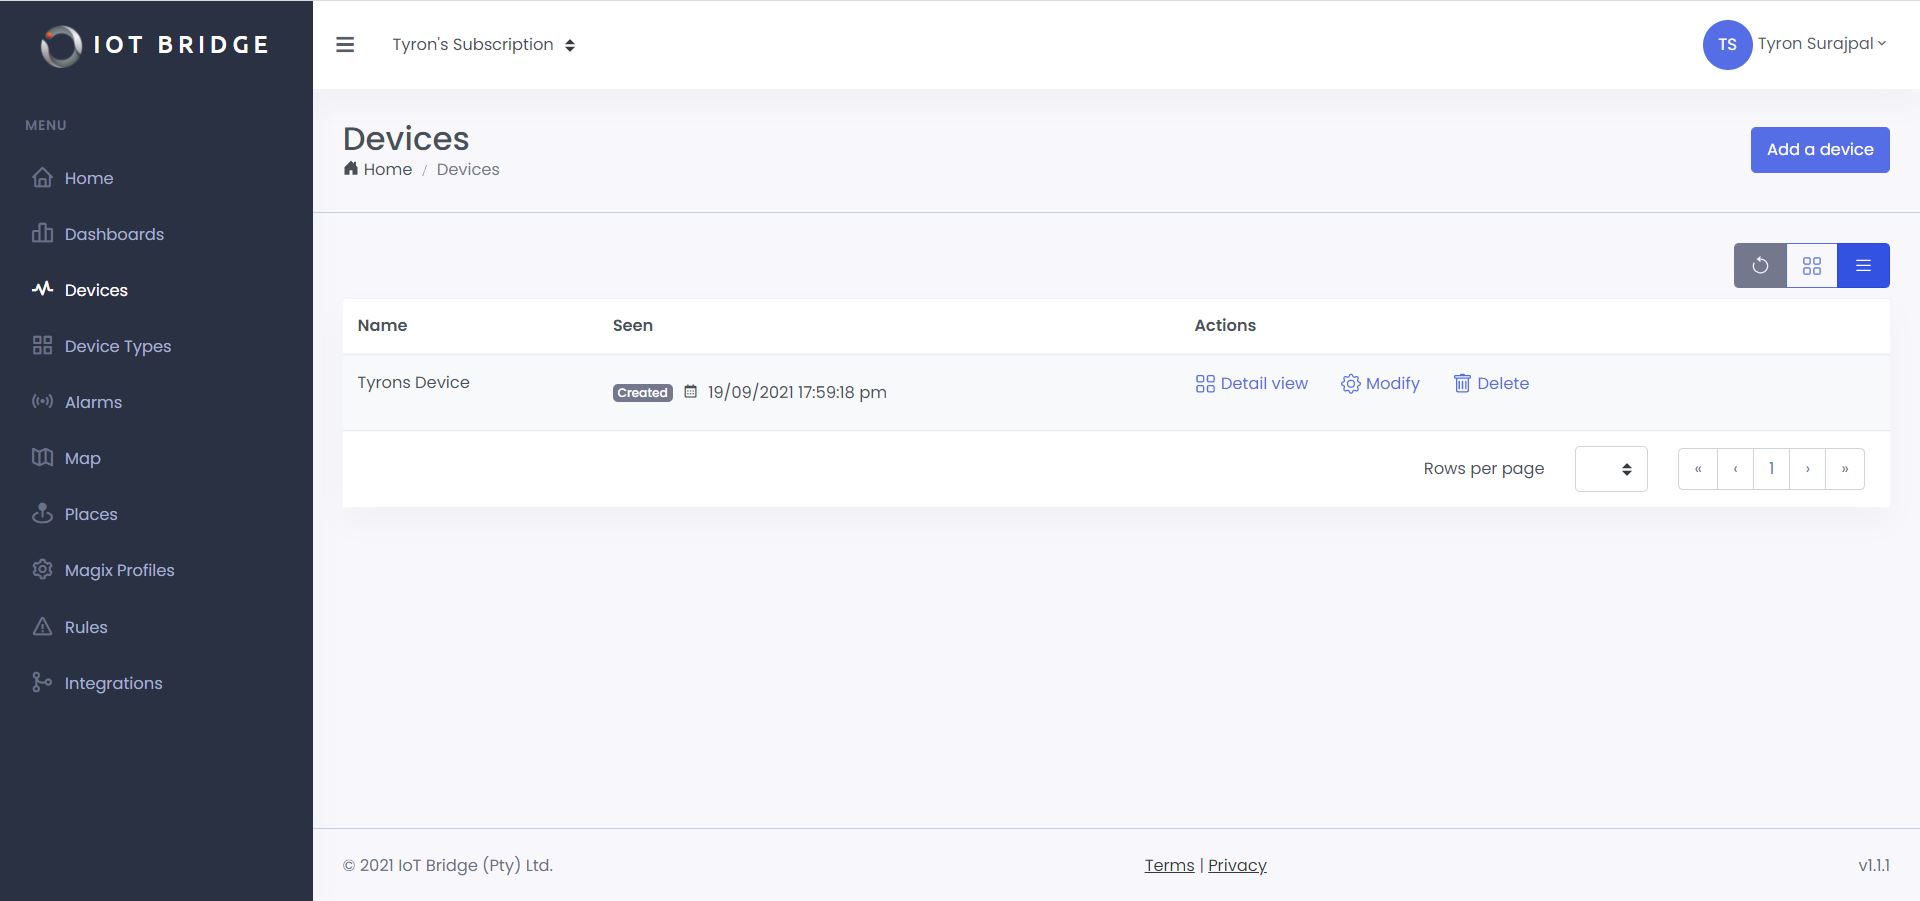 IOT BRIDGE
Tyron's Subscription
TS
Tyron Surajpal
MENU
Home
Dashboards
Devices
Device Types
Alarms
Map
Places
Magix Profiles
Rules
Integrations
Devices
Home / Devices
Add a device
Name Seen Actions
Tyrons Device Created 19/09/2021 17:59:18 pm Detail view Modify Delete
Rows per page « ‹ 1 › »
© 2021 IoT Bridge (Pty) Ltd. Terms | Privacy v1.1.1